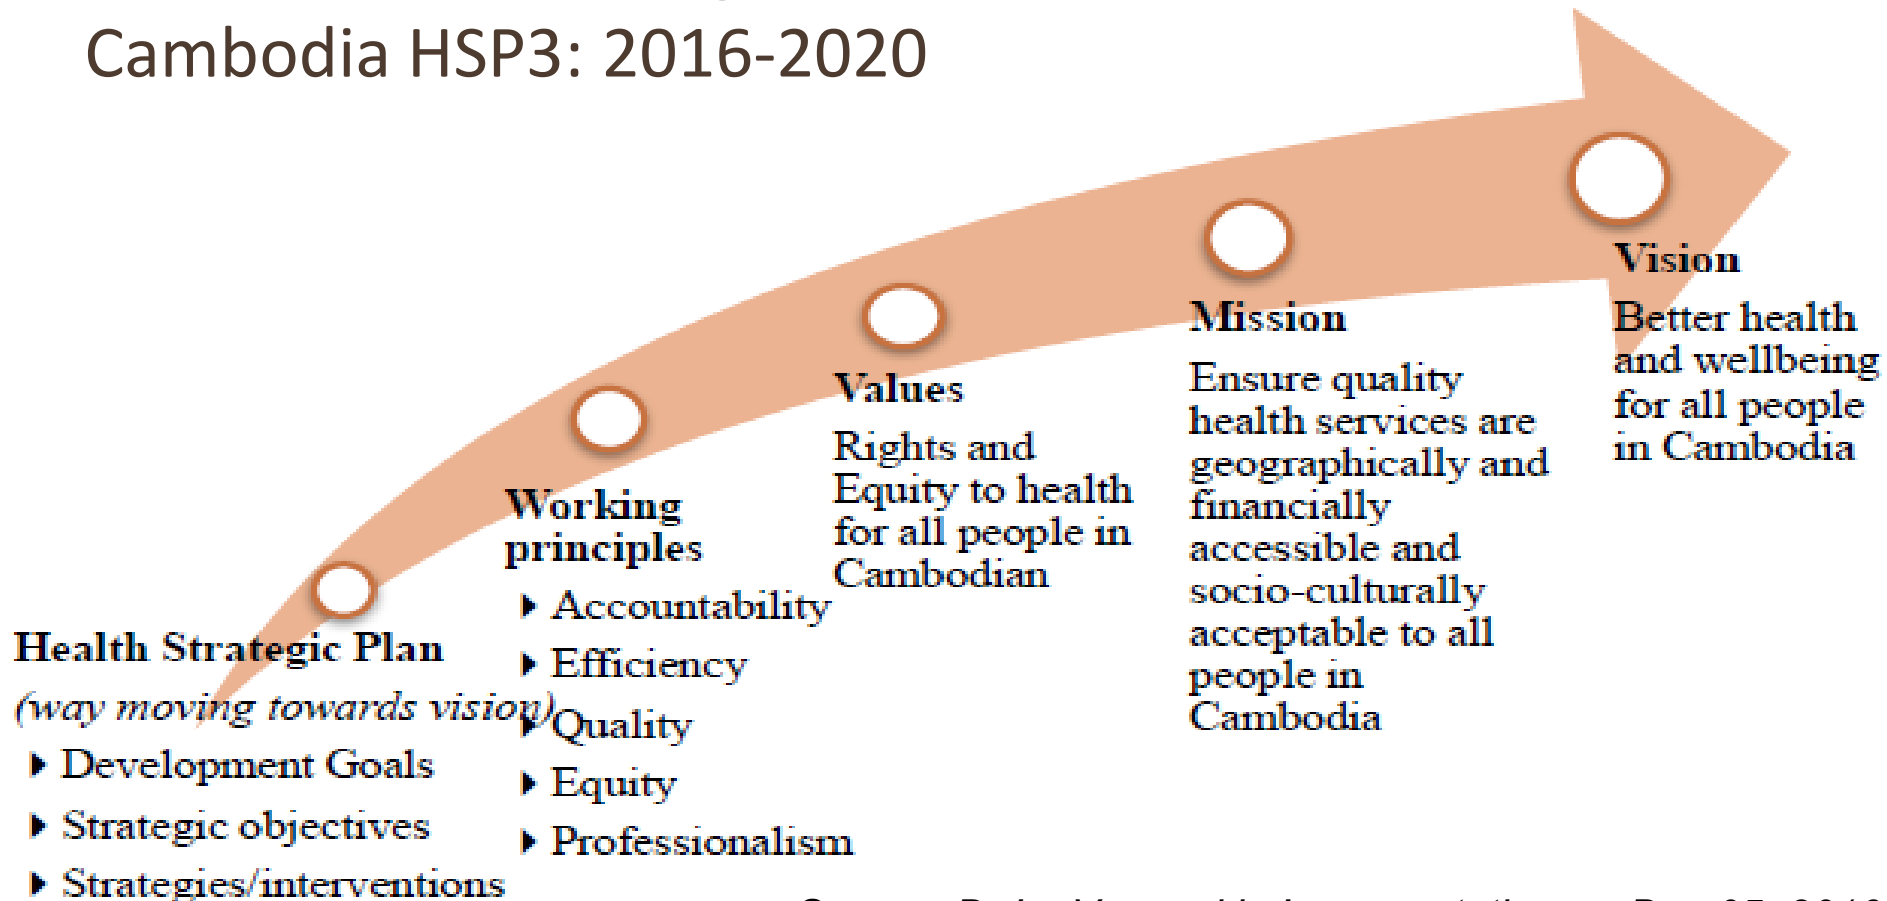 Cambodia HSP3: 2016-2020
Health Strategic Plan
(way moving towards vision)
Development Goals
Strategic objectives
Strategies/interventions
Working
principles
Accountability
Efficiency
Quality
Equity
Professionalism
Values
Rights and
Equity to health
for all people in
Cambodian
Mission
Ensure quality
health services are
geographically and
financially
accessible and
socio-culturally
acceptable to all
people in
Cambodia
Vision
Better health
and wellbeing
for all people
in Cambodia